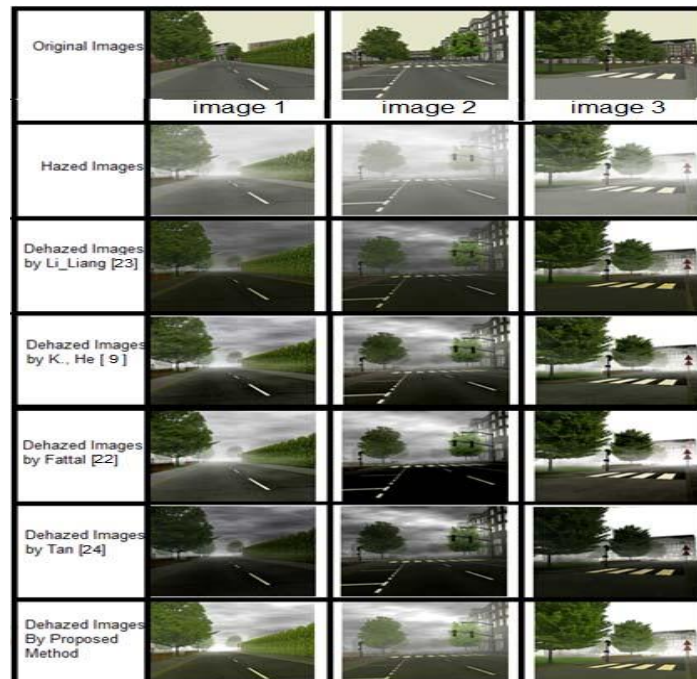 Original Images
image 1
image 2
image 3
Hazed Images
Dehazed Images
by Li_Liang [23]
Dehazed Images
by K., He [ 9 ]
Dehazed Images
by Fattal [22]
Dehazed Images
by Tan [24]
Dehazed Images
By Proposed
Method